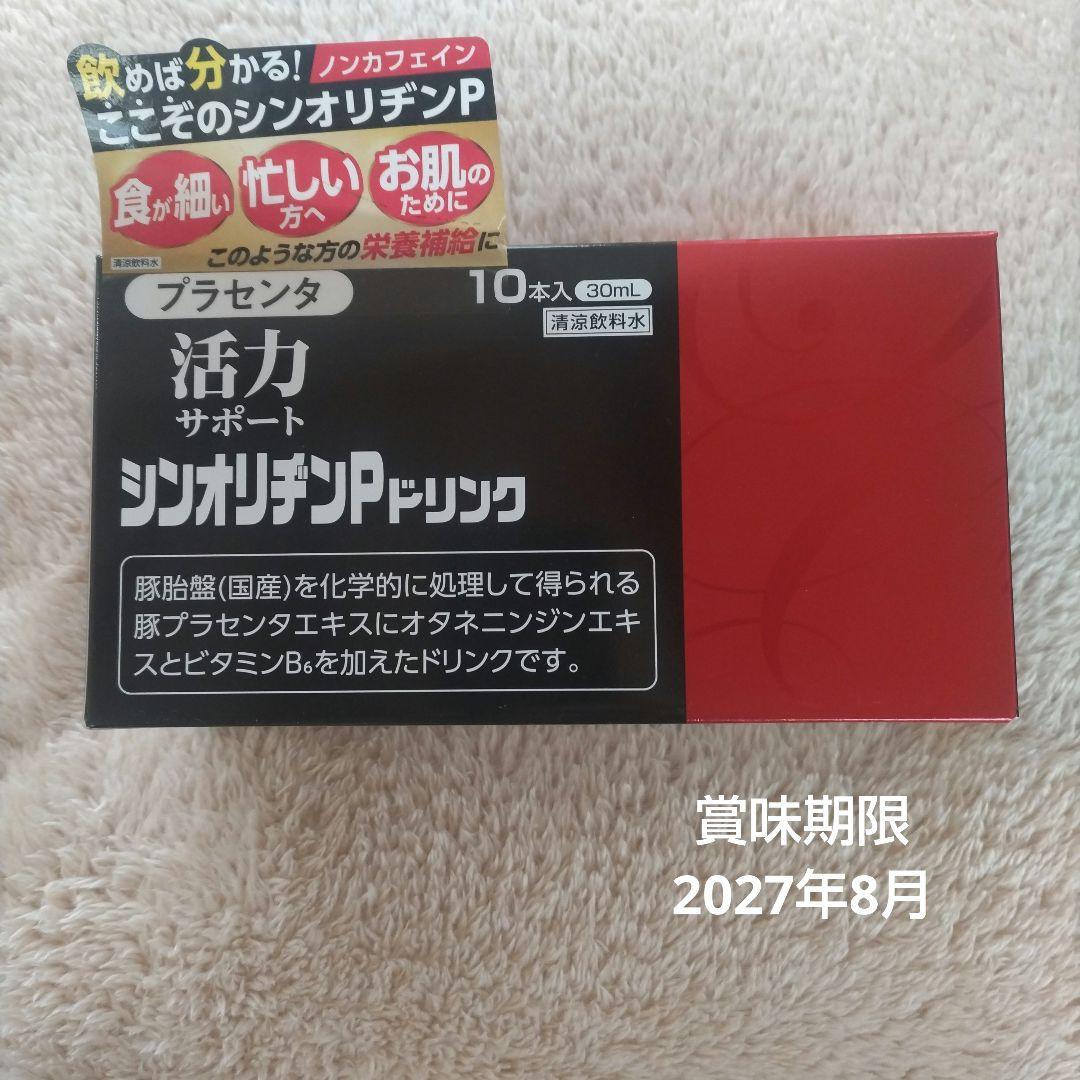 飲めば分かる! ノンカフェイン
ここぞのシンオリヂンP
食が細い
忙しい方へ
お肌のために
このような方の栄養補給に
清涼飲料水
プラセンタ
10本入 30mL
清涼飲料水
活力
サポート
シンオリヂンPドリンク
豚胎盤(国産)を化学的に処理して得られる
豚プラセンタエキスにオタネニンジンエキ
スとビタミンB₆を加えたドリンクです。
賞味期限
2027年8月